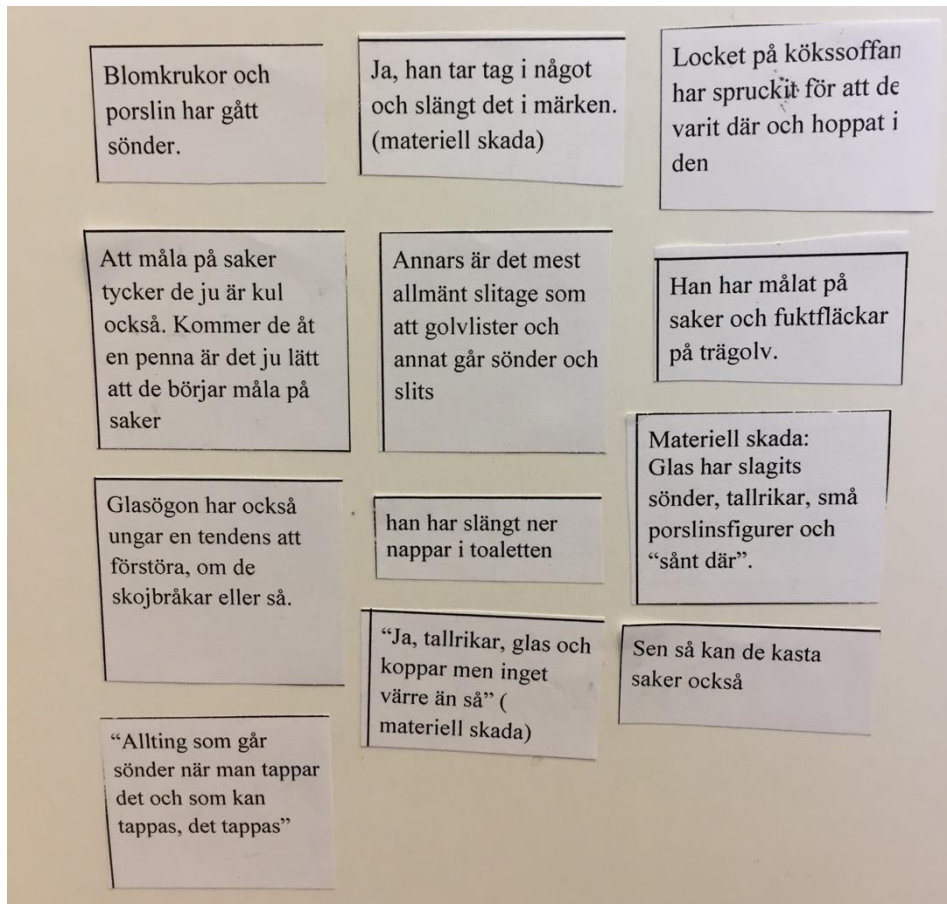 Blomkrukor och
porslin har gått
sönder.
Ja, han tar tag i något
och slängt det i märken.
(materiell skada)
Locket på kökssoffan
har spruckit för att de
varit där och hoppat i
den
Att måla på saker
tycker de ju är kul
också. Kommer de åt
en penna är det ju lätt
att de börjar måla på
saker
Annars är det mest
allmänt slitage som
att golvlister och
annat går sönder och
slits
Han har målat på
saker och fuktfläckar
på trägolv.
Glasögon har också
ungar en tendens att
förstöra, om de
skojbråkar eller så.
han har slängt ner
nappar i toaletten
Materiell skada:
Glas har slagits
sönder, tallrikar, små
porslinsfigurer och
“sånt där”.
“Ja, tallrikar, glas och
koppar men inget
värre än så” (
materiell skada)
Sen så kan de kasta
saker också
“Allting som går
sönder när man tappar
det och som kan
tappas, det tappas”